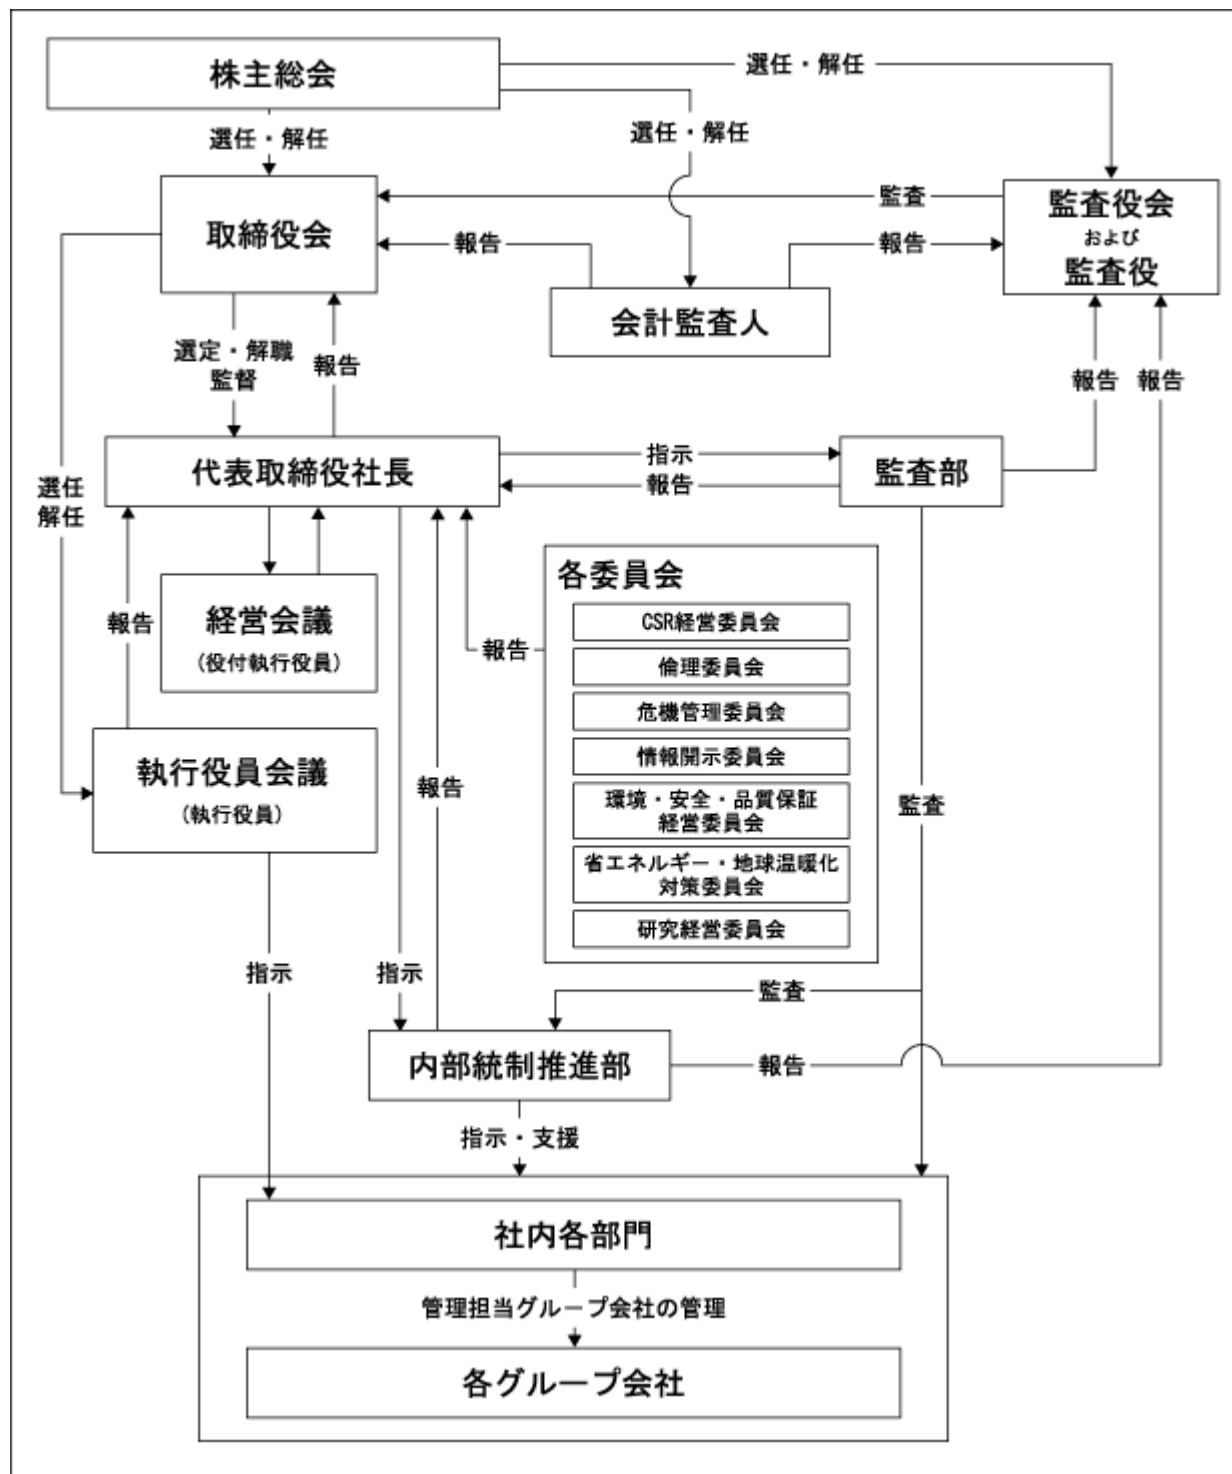 株主総会
選任・解任
選任・解任
選任・解任
取締役会
監査
監査役会
および
監査役
報告
報告
会計監査人
選定・解職
監督
報告
報告
報告
代表取締役社長
指示
報告
監査部
選任
解任
経営会議
(役付執行役員)
報告
各委員会
CSR経営委員会
倫理委員会
危機管理委員会
情報開示委員会
環境・安全・品質保証
経営委員会
省エネルギー・地球温暖化
対策委員会
研究経営委員会
報告
執行役員会議
(執行役員)
報告
監査
指示
指示
監査
内部統制推進部
報告
指示・支援
社内各部門
管理担当グループ会社の管理
各グループ会社